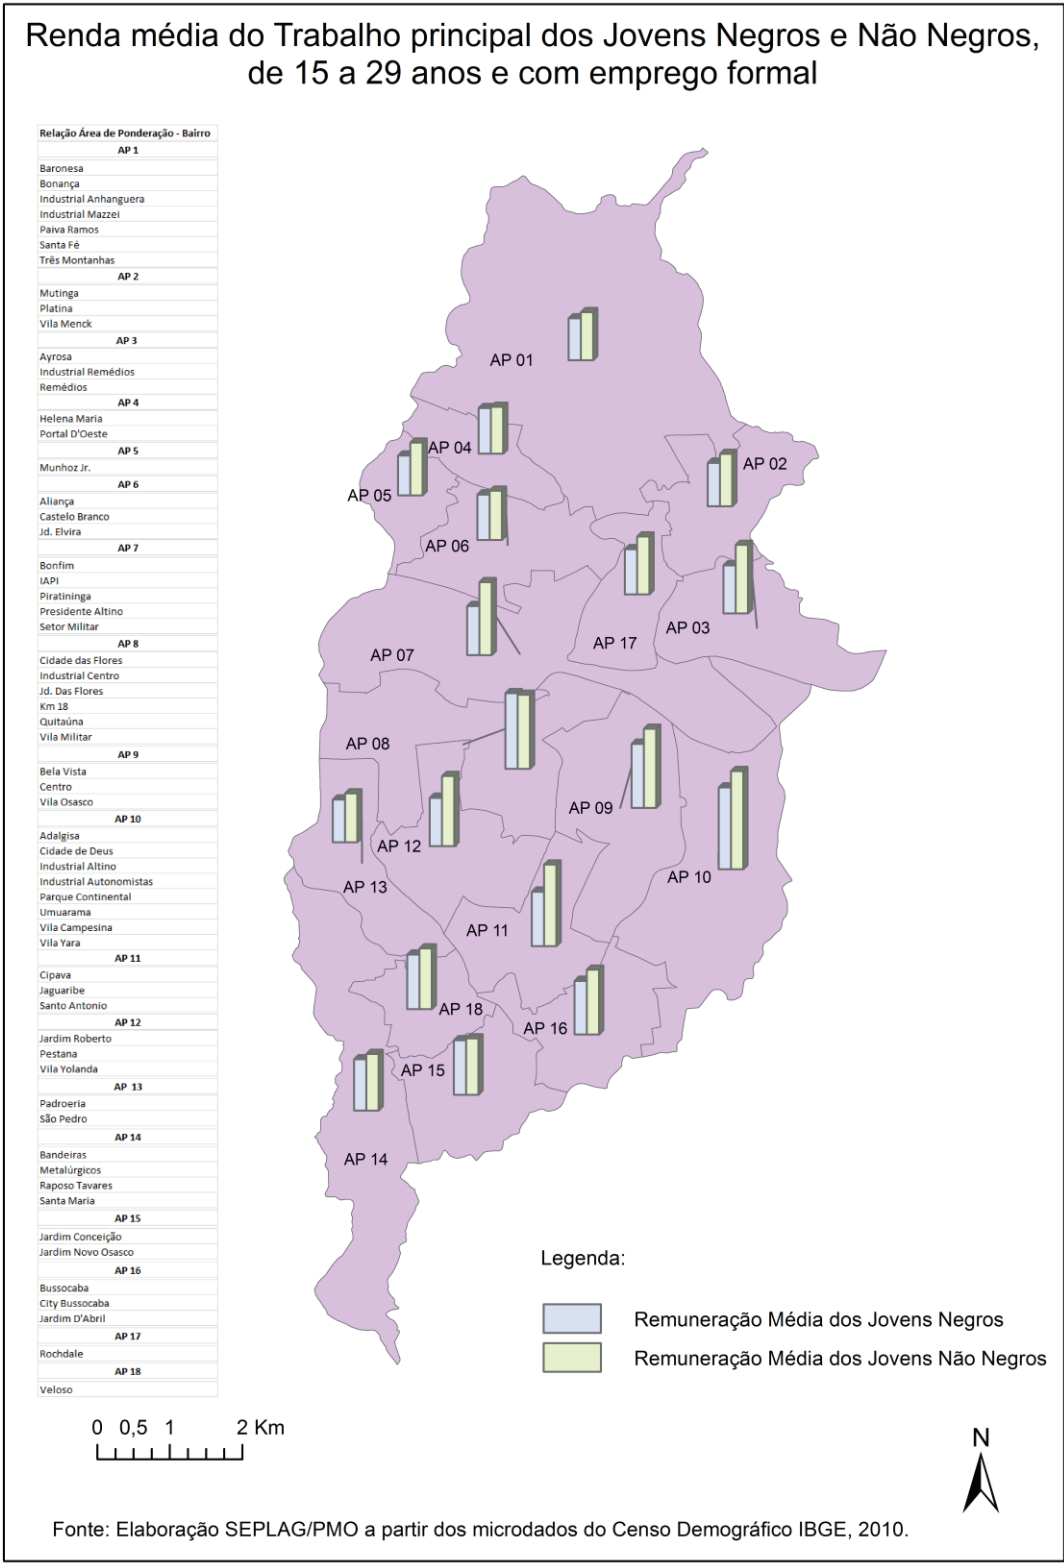 Renda média do Trabalho principal dos Jovens Negros e Não Negros,
de 15 a 29 anos e com emprego formal
Relação Área de Ponderação - Bairro
AP 1
Baronesa
Bonança
Industrial Anhanguera
Industrial Mazzei
Paiva Ramos
Santa Fé
Três Montanhas
AP 2
Mutinga
Platina
Vila Menck
AP 3
Ayrosa
Industrial Remédios
Remédios
AP 4
Helena Maria
Portal D'Oeste
AP 5
Munhoz Jr.
AP 6
Aliança
Castelo Branco
Jd. Elvira
AP 7
Bonfim
IAPI
Piratininga
Presidente Altino
Setor Militar
AP 8
Cidade das Flores
Industrial Centro
Jd. Das Flores
Km 18
Quitaúna
Vila Militar
AP 9
Bela Vista
Centro
Vila Osasco
AP 10
Adalgisa
Cidade de Deus
Industrial Altino
Industrial Autonomistas
Parque Continental
Umuarama
Vila Campesina
Vila Yara
AP 11
Cipava
Jaguaribe
Santo Antonio
AP 12
Jardim Roberto
Pestana
Vila Yolanda
AP 13
Padroeria
São Pedro
AP 14
Bandeiras
Metalúrgicos
Raposo Tavares
Santa Maria
AP 15
Jardim Conceição
Jardim Novo Osasco
AP 16
Bussocaba
City Bussocaba
Jardim D'Abril
AP 17
Rochdale
AP 18
Veloso
AP 01
AP 04
AP 02
AP 05
AP 06
AP 03
AP 17
AP 07
AP 08
AP 09
AP 12
AP 10
AP 13
AP 11
AP 18
AP 16
AP 15
AP 14
Legenda:
Remuneração Média dos Jovens Negros
Remuneração Média dos Jovens Não Negros
0 0,5 1 2 Km
N
Fonte: Elaboração SEPLAG/PMO a partir dos microdados do Censo Demográfico IBGE, 2010.